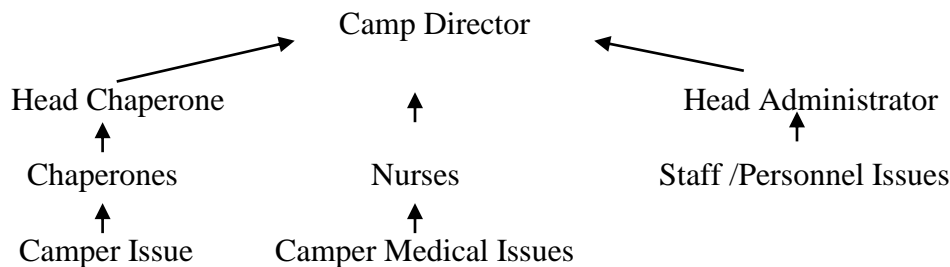 Camp Director
Head Chaperone Head Administrator
Chaperones Nurses Staff /Personnel Issues
Camper Issue Camper Medical Issues